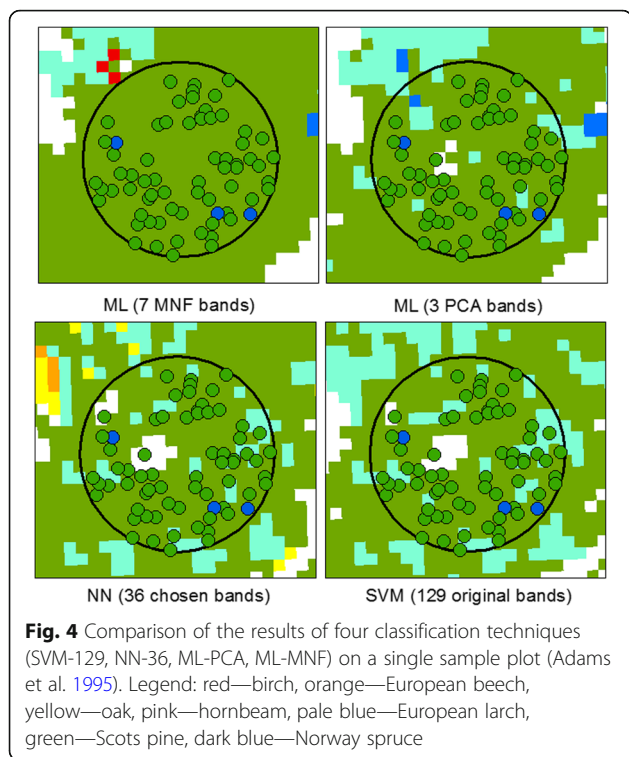 ML (7 MNF bands)
ML (3 PCA bands)
NN (36 chosen bands)
SVM (129 original bands)
Fig. 4 Comparison of the results of four classification techniques
(SVM-129, NN-36, ML-PCA, ML-MNF) on a single sample plot (Adams
et al. 1995). Legend: red—birch, orange—European beech,
yellow—oak, pink—hornbeam, pale blue—European larch,
green—Scots pine, dark blue—Norway spruce